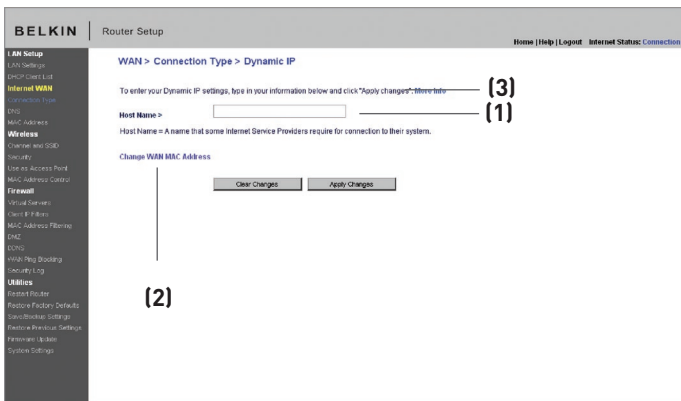 BELKIN Router Setup
Home | Help | Logout Internet Status: Connection
LAN Setup
LAN Settings
DHCP Client List
Internet WAN
Connection Type
DNS
MAC Address
Wireless
Channel and SSID
Security
Use as Access Point
MAC Address Control
Firewall
Virtual Servers
Client IP Filters
MAC Address Filtering
DMZ
DDNS
WAN Ping Blocking
Security Log
Utilities
Restart Router
Restore Factory Defaults
Save/Backup Settings
Restore Previous Settings
Firmware Update
System Settings
WAN > Connection Type > Dynamic IP
To enter your Dynamic IP settings, type in your information below and click "Apply changes". More Info
(3)
Host Name >
(1)
Host Name = A name that some Internet Service Providers require for connection to their system.
Change WAN MAC Address
Clear Changes Apply Changes
(2)